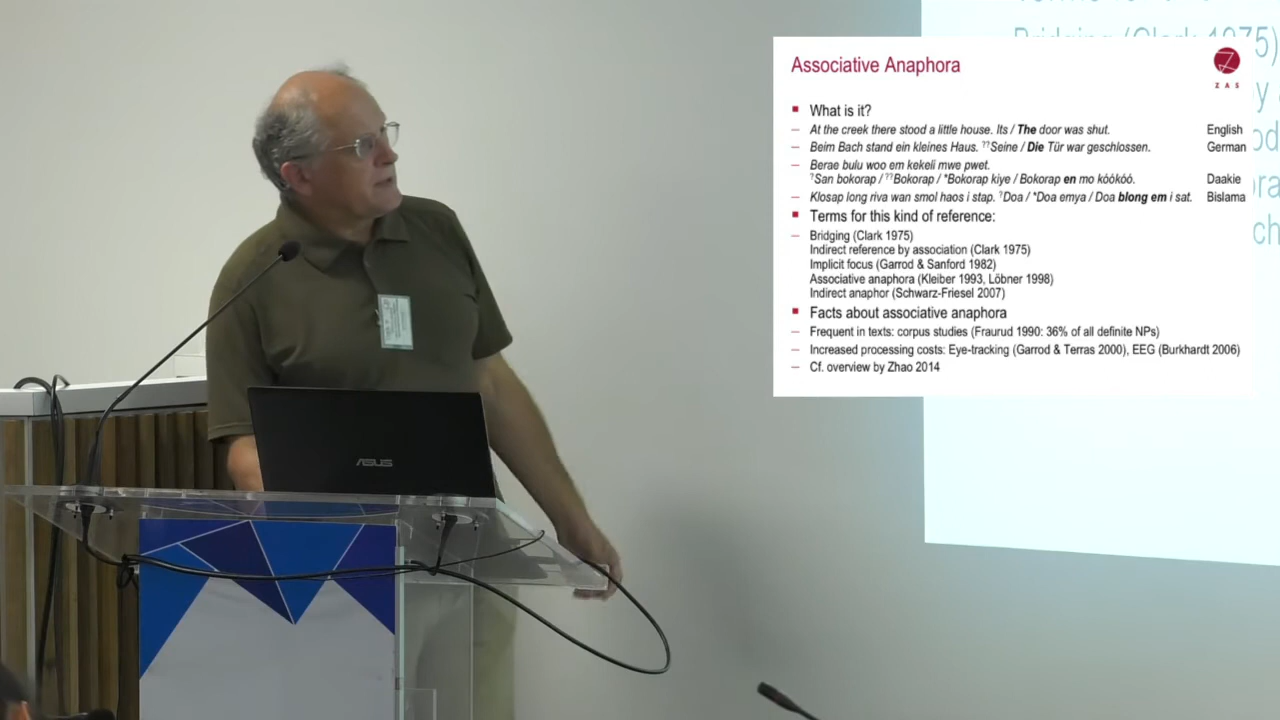 Associative Anaphora
ZAS
What is it?
At the creek there stood a little house. Its / The door was shut. English
Beim Bach stand ein kleines Haus. ??Seine / Die Tür war geschlossen. German
Berae bulu woo em kekeli mwe pwet.
?San bokorap / ??Bokorap / *Bokorap kiye / Bokorap en mo kóókóó. Daakie
Klosap long riva wan smol haos i stap. ?Doa / *Doa emya / Doa blong em i sat. Bislama
Terms for this kind of reference:
Bridging (Clark 1975)
Indirect reference by association (Clark 1975)
Implicit focus (Garrod & Sanford 1982)
Associative anaphora (Kleiber 1993, Löbner 1998)
Indirect anaphor (Schwarz-Friesel 2007)
Facts about associative anaphora
Frequent in texts: corpus studies (Fraurud 1990: 36% of all definite NPs)
Increased processing costs: Eye-tracking (Garrod & Terras 2000), EEG (Burkhardt 2006)
Cf. overview by Zhao 2014
ASUS